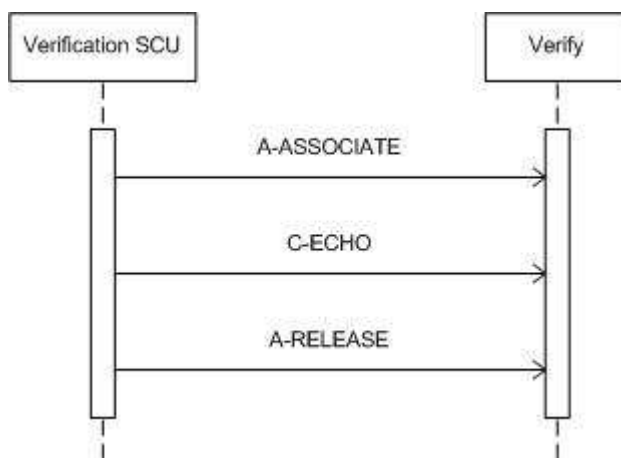 Verification SCU
Verify
A-ASSOCIATE
C-ECHO
A-RELEASE